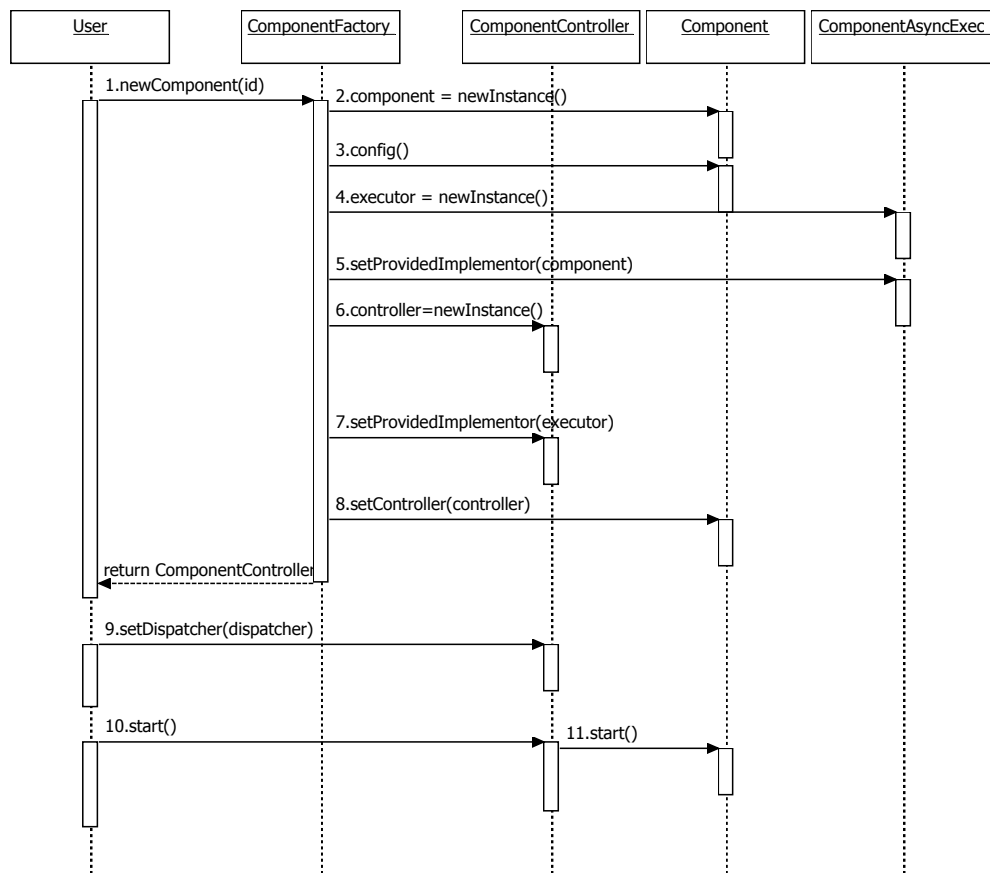 User
ComponentFactory
ComponentController
Component
ComponentAsyncExec
1.newComponent(id)
2.component = newInstance()
3.config()
4.executor = newInstance()
5.setProvidedImplementor(component)
6.controller=newInstance()
7.setProvidedImplementor(executor)
8.setController(controller)
return ComponentController
9.setDispatcher(dispatcher)
10.start()
11.start()